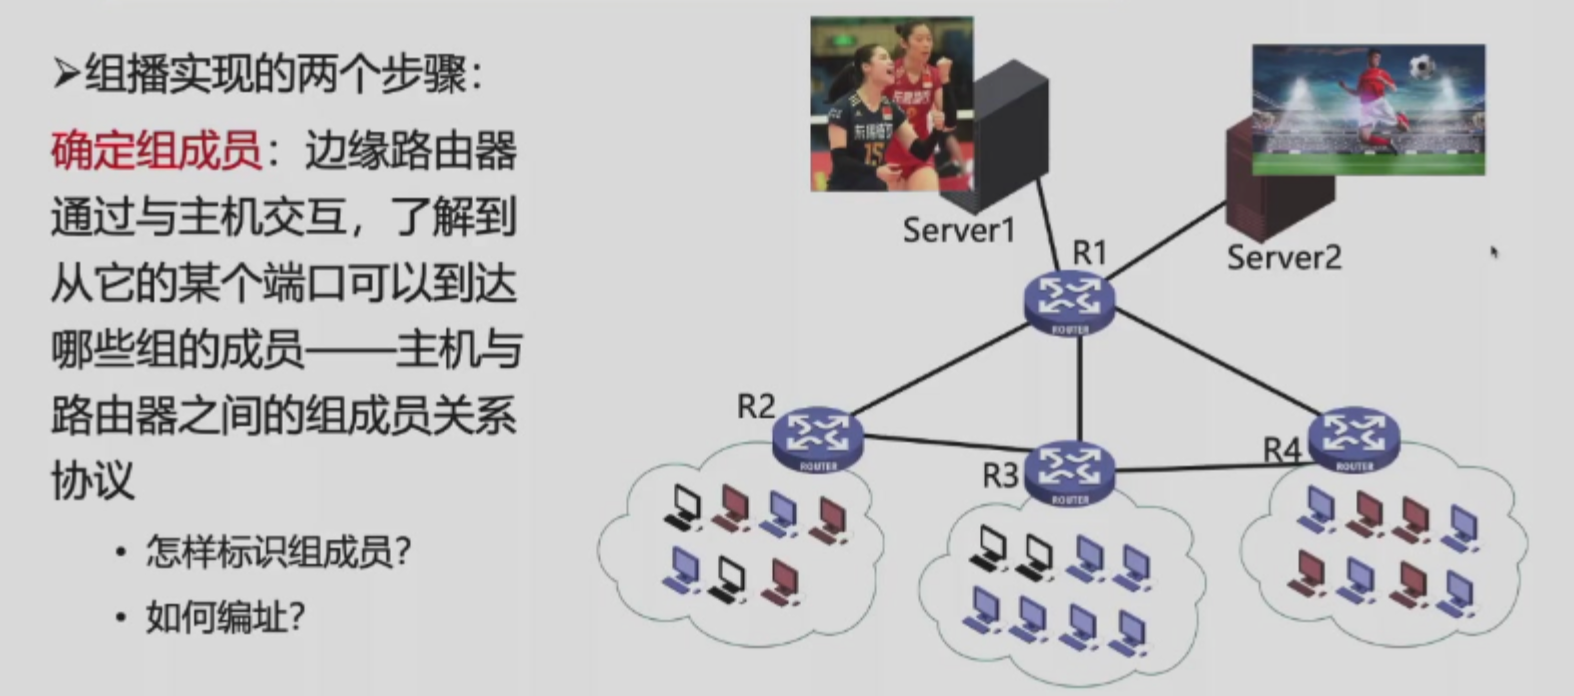 ➢组播实现的两个步骤：
确定组成员：边缘路由器
通过与主机交互，了解到
从它的某个端口可以到达
哪些组的成员——主机与
路由器之间的组成员关系
协议
• 怎样标识组成员？
• 如何编址？
15
Server1
Server2
R1
ROUTER
R2
ROUTER
R3
ROUTER
R4
ROUTER